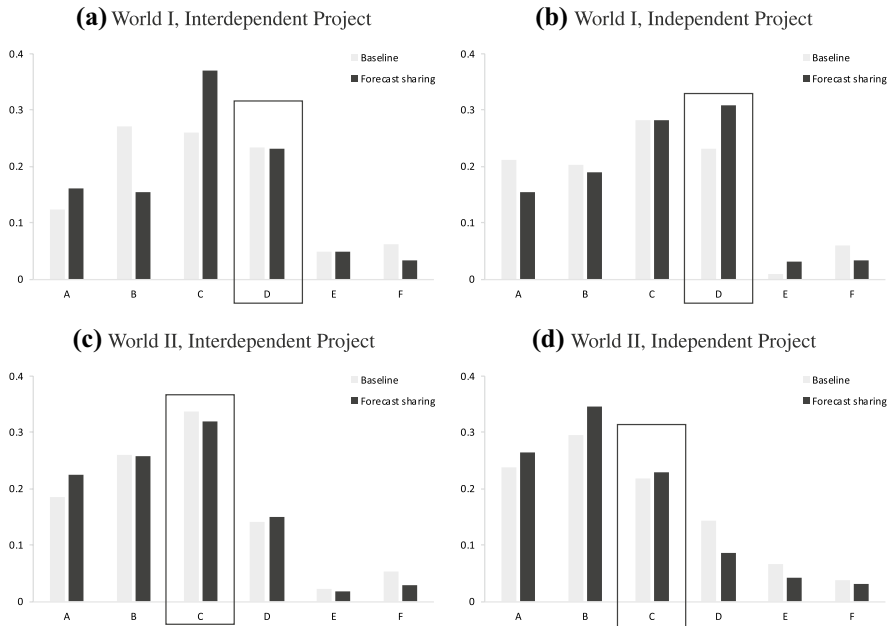 (a) World I, Interdependent Project
0.4
0.3
0.2
0.1
0
Baseline
Forecast sharing
A B C D E F
(b) World I, Independent Project
0.4
0.3
0.2
0.1
0
Baseline
Forecast sharing
A B C D E F
(c) World II, Interdependent Project
0.4
0.3
0.2
0.1
0
Baseline
Forecast sharing
A B C D E F
(d) World II, Independent Project
0.4
0.3
0.2
0.1
0
Baseline
Forecast sharing
A B C D E F